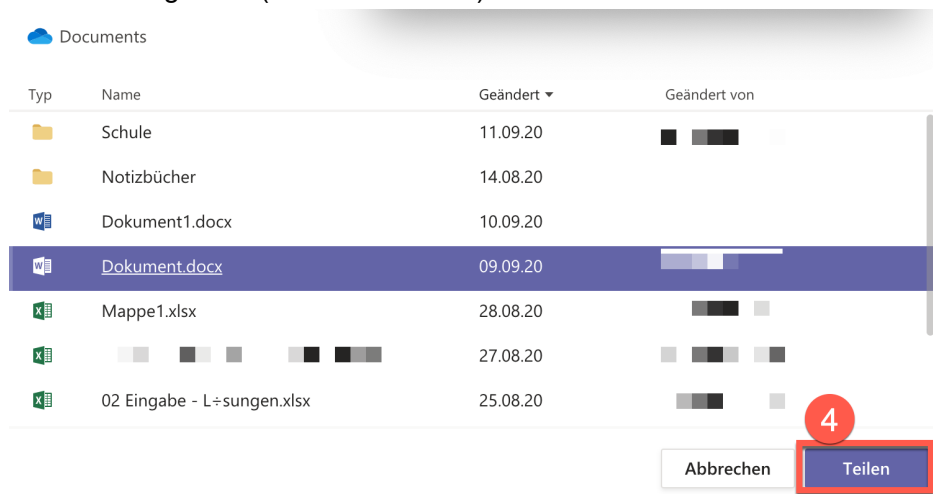 Documents
Typ Name Geändert Geändert von
Schule 11.09.20
Notizbücher 14.08.20
Dokument1.docx 10.09.20
Dokument.docx 09.09.20
Mappe1.xlsx 28.08.20
27.08.20
02 Eingabe - L÷sungen.xlsx 25.08.20
4
Abbrechen Teilen